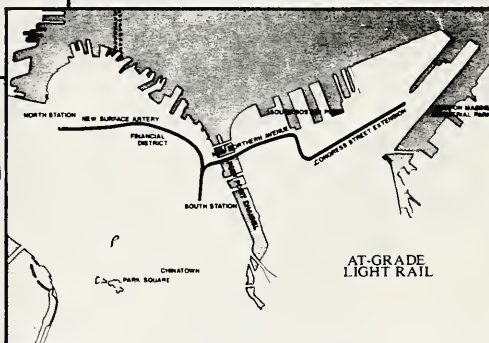 NORTH STATION
NEW SURFACE ARTERY
FINANCIAL
DISTRICT
NORTHERN AVENUE
CONGRESS STREET EXTENSION
SOUTH STATION
CHANNEL
CHINATOWN
PARK SQUARE
AT-GRADE
LIGHT RAIL